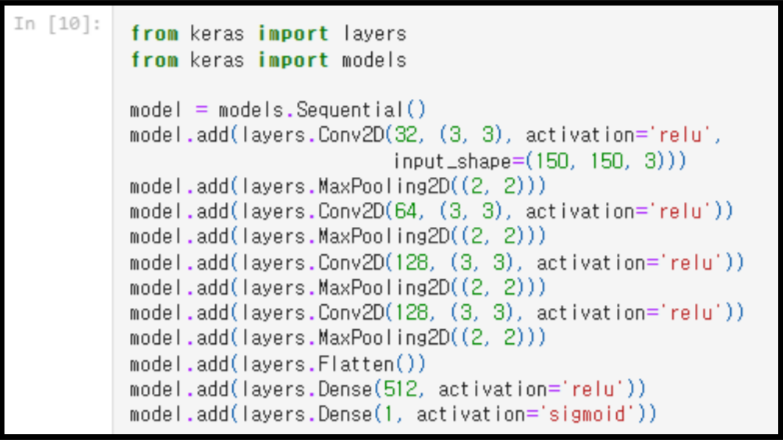 In [10]:
from keras import layers
from keras import models
model = models.Sequential()
model.add(layers.Conv2D(32, (3, 3), activation='relu',
input_shape=(150, 150, 3)))
model.add(layers.MaxPooling2D((2, 2)))
model.add(layers.Conv2D(64, (3, 3), activation='relu'))
model.add(layers.MaxPooling2D((2, 2)))
model.add(layers.Conv2D(128, (3, 3), activation='relu'))
model.add(layers.MaxPooling2D((2, 2)))
model.add(layers.Conv2D(128, (3, 3), activation='relu'))
model.add(layers.MaxPooling2D((2, 2)))
model.add(layers.Flatten())
model.add(layers.Dense(512, activation='relu'))
model.add(layers.Dense(1, activation='sigmoid'))